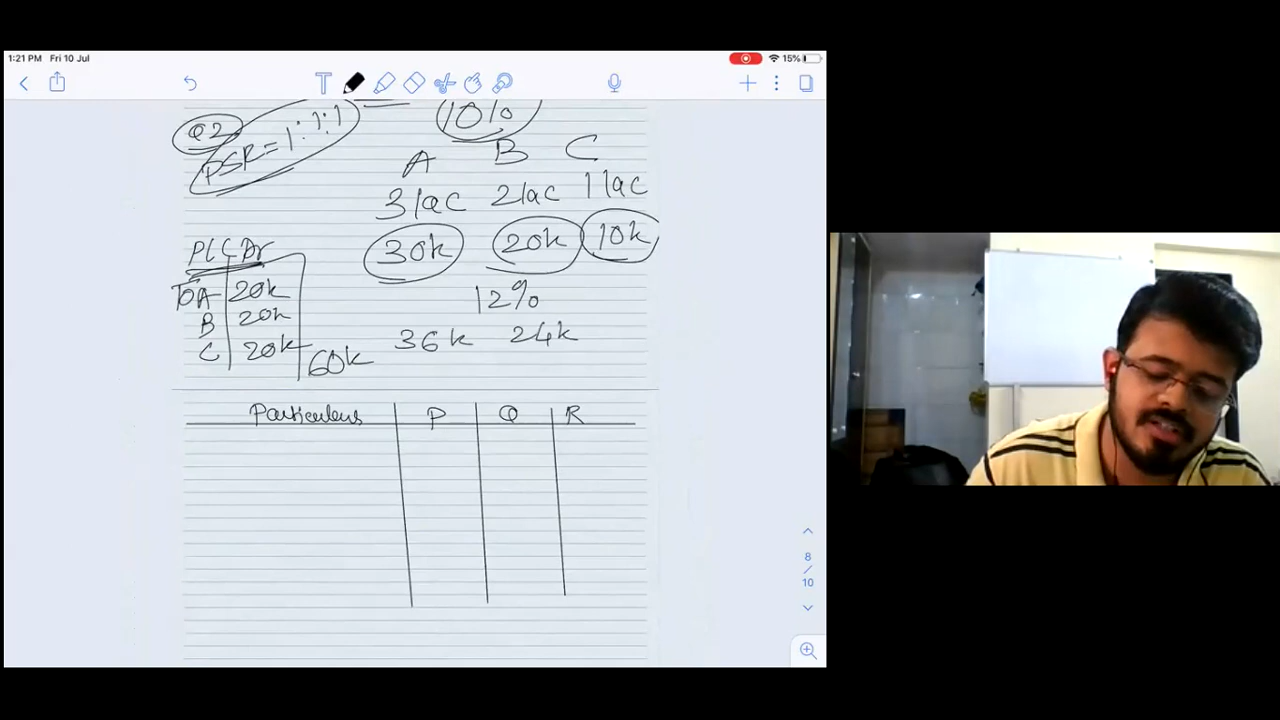 1:21 PM Fri 10 Jul
15%
T
Q2
PSR = 1:1:1
10%
A B C
3 lac 2 lac 1 lac
30k 20k 10k
P/L C Dr
To A 20k
B 20k
C 20k
60k
12%
36k 24k
Particulars P Q R
8
/
10